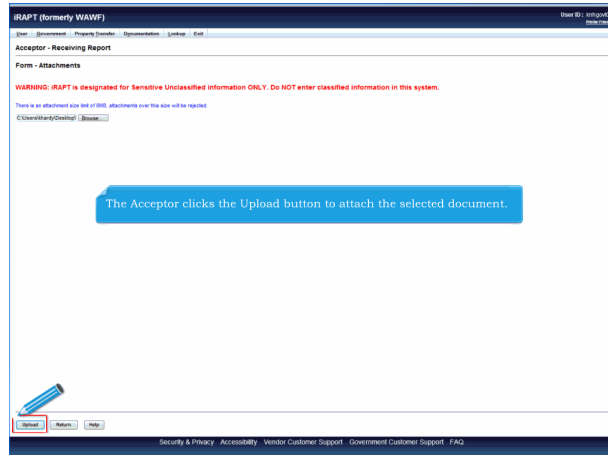 iRAPT (formerly WAWF)
User ID :
Printer Frien
User Government Property Transfer Documentation Lookup Exit
Acceptor - Receiving Report
Form - Attachments
WARNING: iRAPT is designated for Sensitive Unclassified information ONLY. Do NOT enter classified information in this system.
There is an attachment size limit of 6MB, attachments over this size will be rejected.
C:\Users\khardy\Desktop\ Browse...
The Acceptor clicks the Upload button to attach the selected document.
Upload Return Help
Security & Privacy Accessibility Vendor Customer Support Government Customer Support FAQ